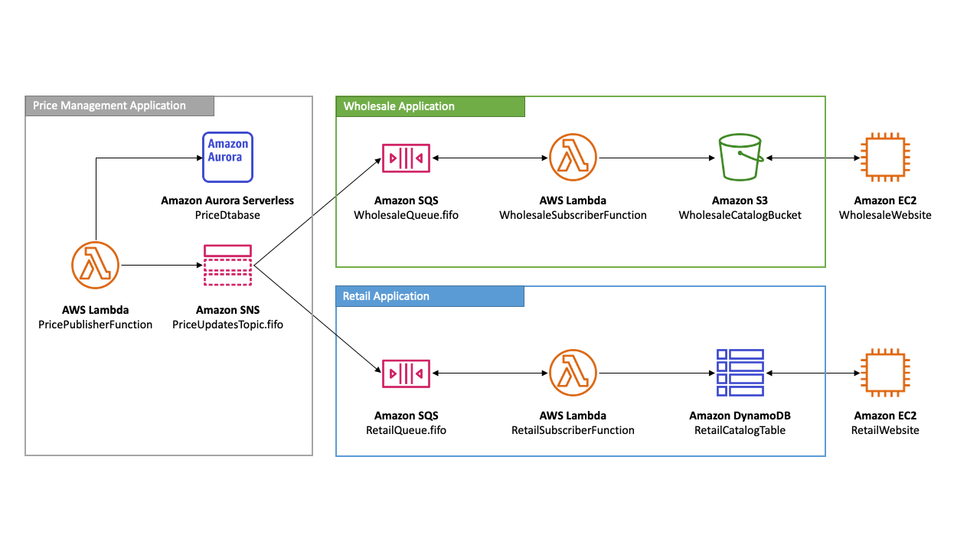 Price Management Application
Amazon
Aurora
Amazon Aurora Serverless
PriceDtabase
AWS Lambda
PricePublisherFunction
Amazon SNS
PriceUpdatesTopic.fifo
Wholesale Application
Amazon SQS
WholesaleQueue.fifo
AWS Lambda
WholesaleSubscriberFunction
Amazon S3
WholesaleCatalogBucket
Amazon EC2
WholesaleWebsite
Retail Application
Amazon SQS
RetailQueue.fifo
AWS Lambda
RetailSubscriberFunction
Amazon DynamoDB
RetailCatalogTable
Amazon EC2
RetailWebsite